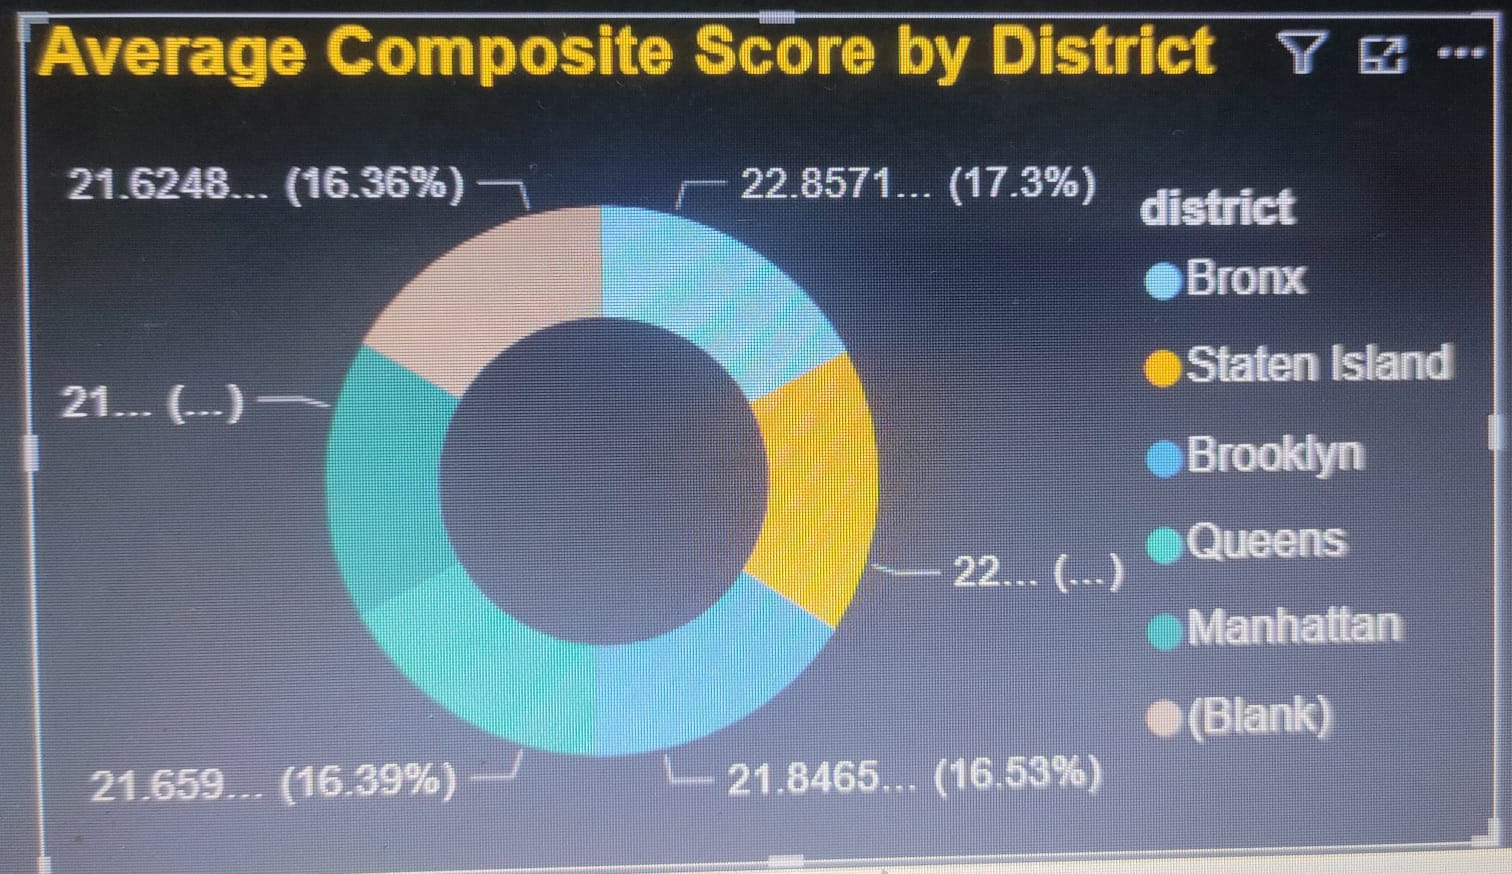 Average Composite Score by District
21.6248... (16.36%)
22.8571... (17.3%)
21... (...)
22... (...)
21.659... (16.39%)
21.8465... (16.53%)
district
Bronx
Staten Island
Brooklyn
Queens
Manhattan
(Blank)